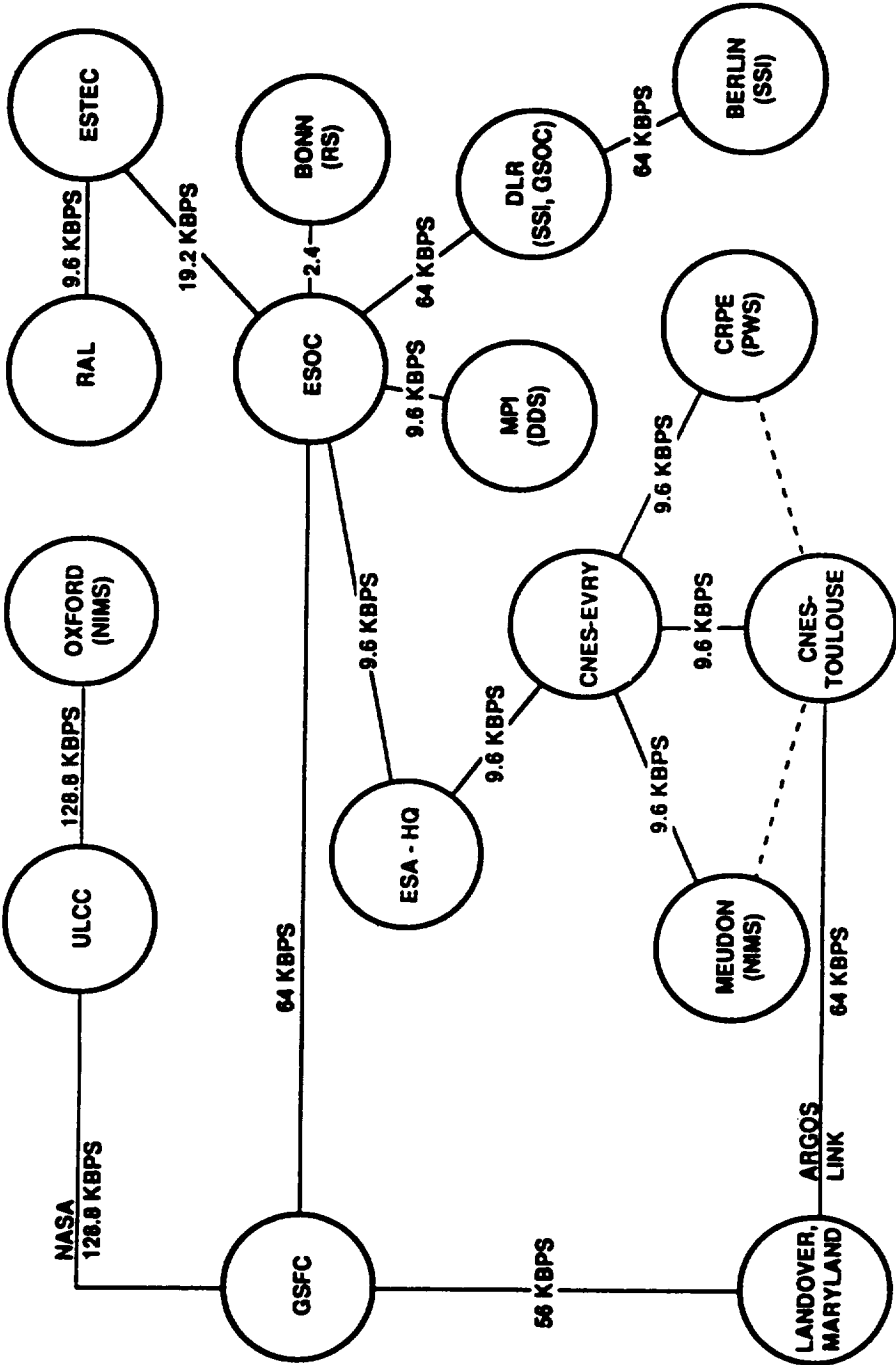 NASA
128.8 KBPS
ULCC
128.8 KBPS
OXFORD
(NIMS)
RAL
9.6 KBPS
ESTEC
19.2 KBPS
GSFC
64 KBPS
ESOC
2.4
BONN
(RS)
ESA - HQ
9.6 KBPS
9.6 KBPS
64 KBPS
MPI
(DDS)
DLR
(SSI, GSOC)
9.6 KBPS
CNES-EVRY
64 KBPS
56 KBPS
9.6 KBPS
9.6 KBPS
9.6 KBPS
MEUDON
(NIMS)
CRPE
(PWS)
BERLIN
(SSI)
LANDOVER,
MARYLAND
ARGOS
LINK
64 KBPS
CNES-
TOULOUSE